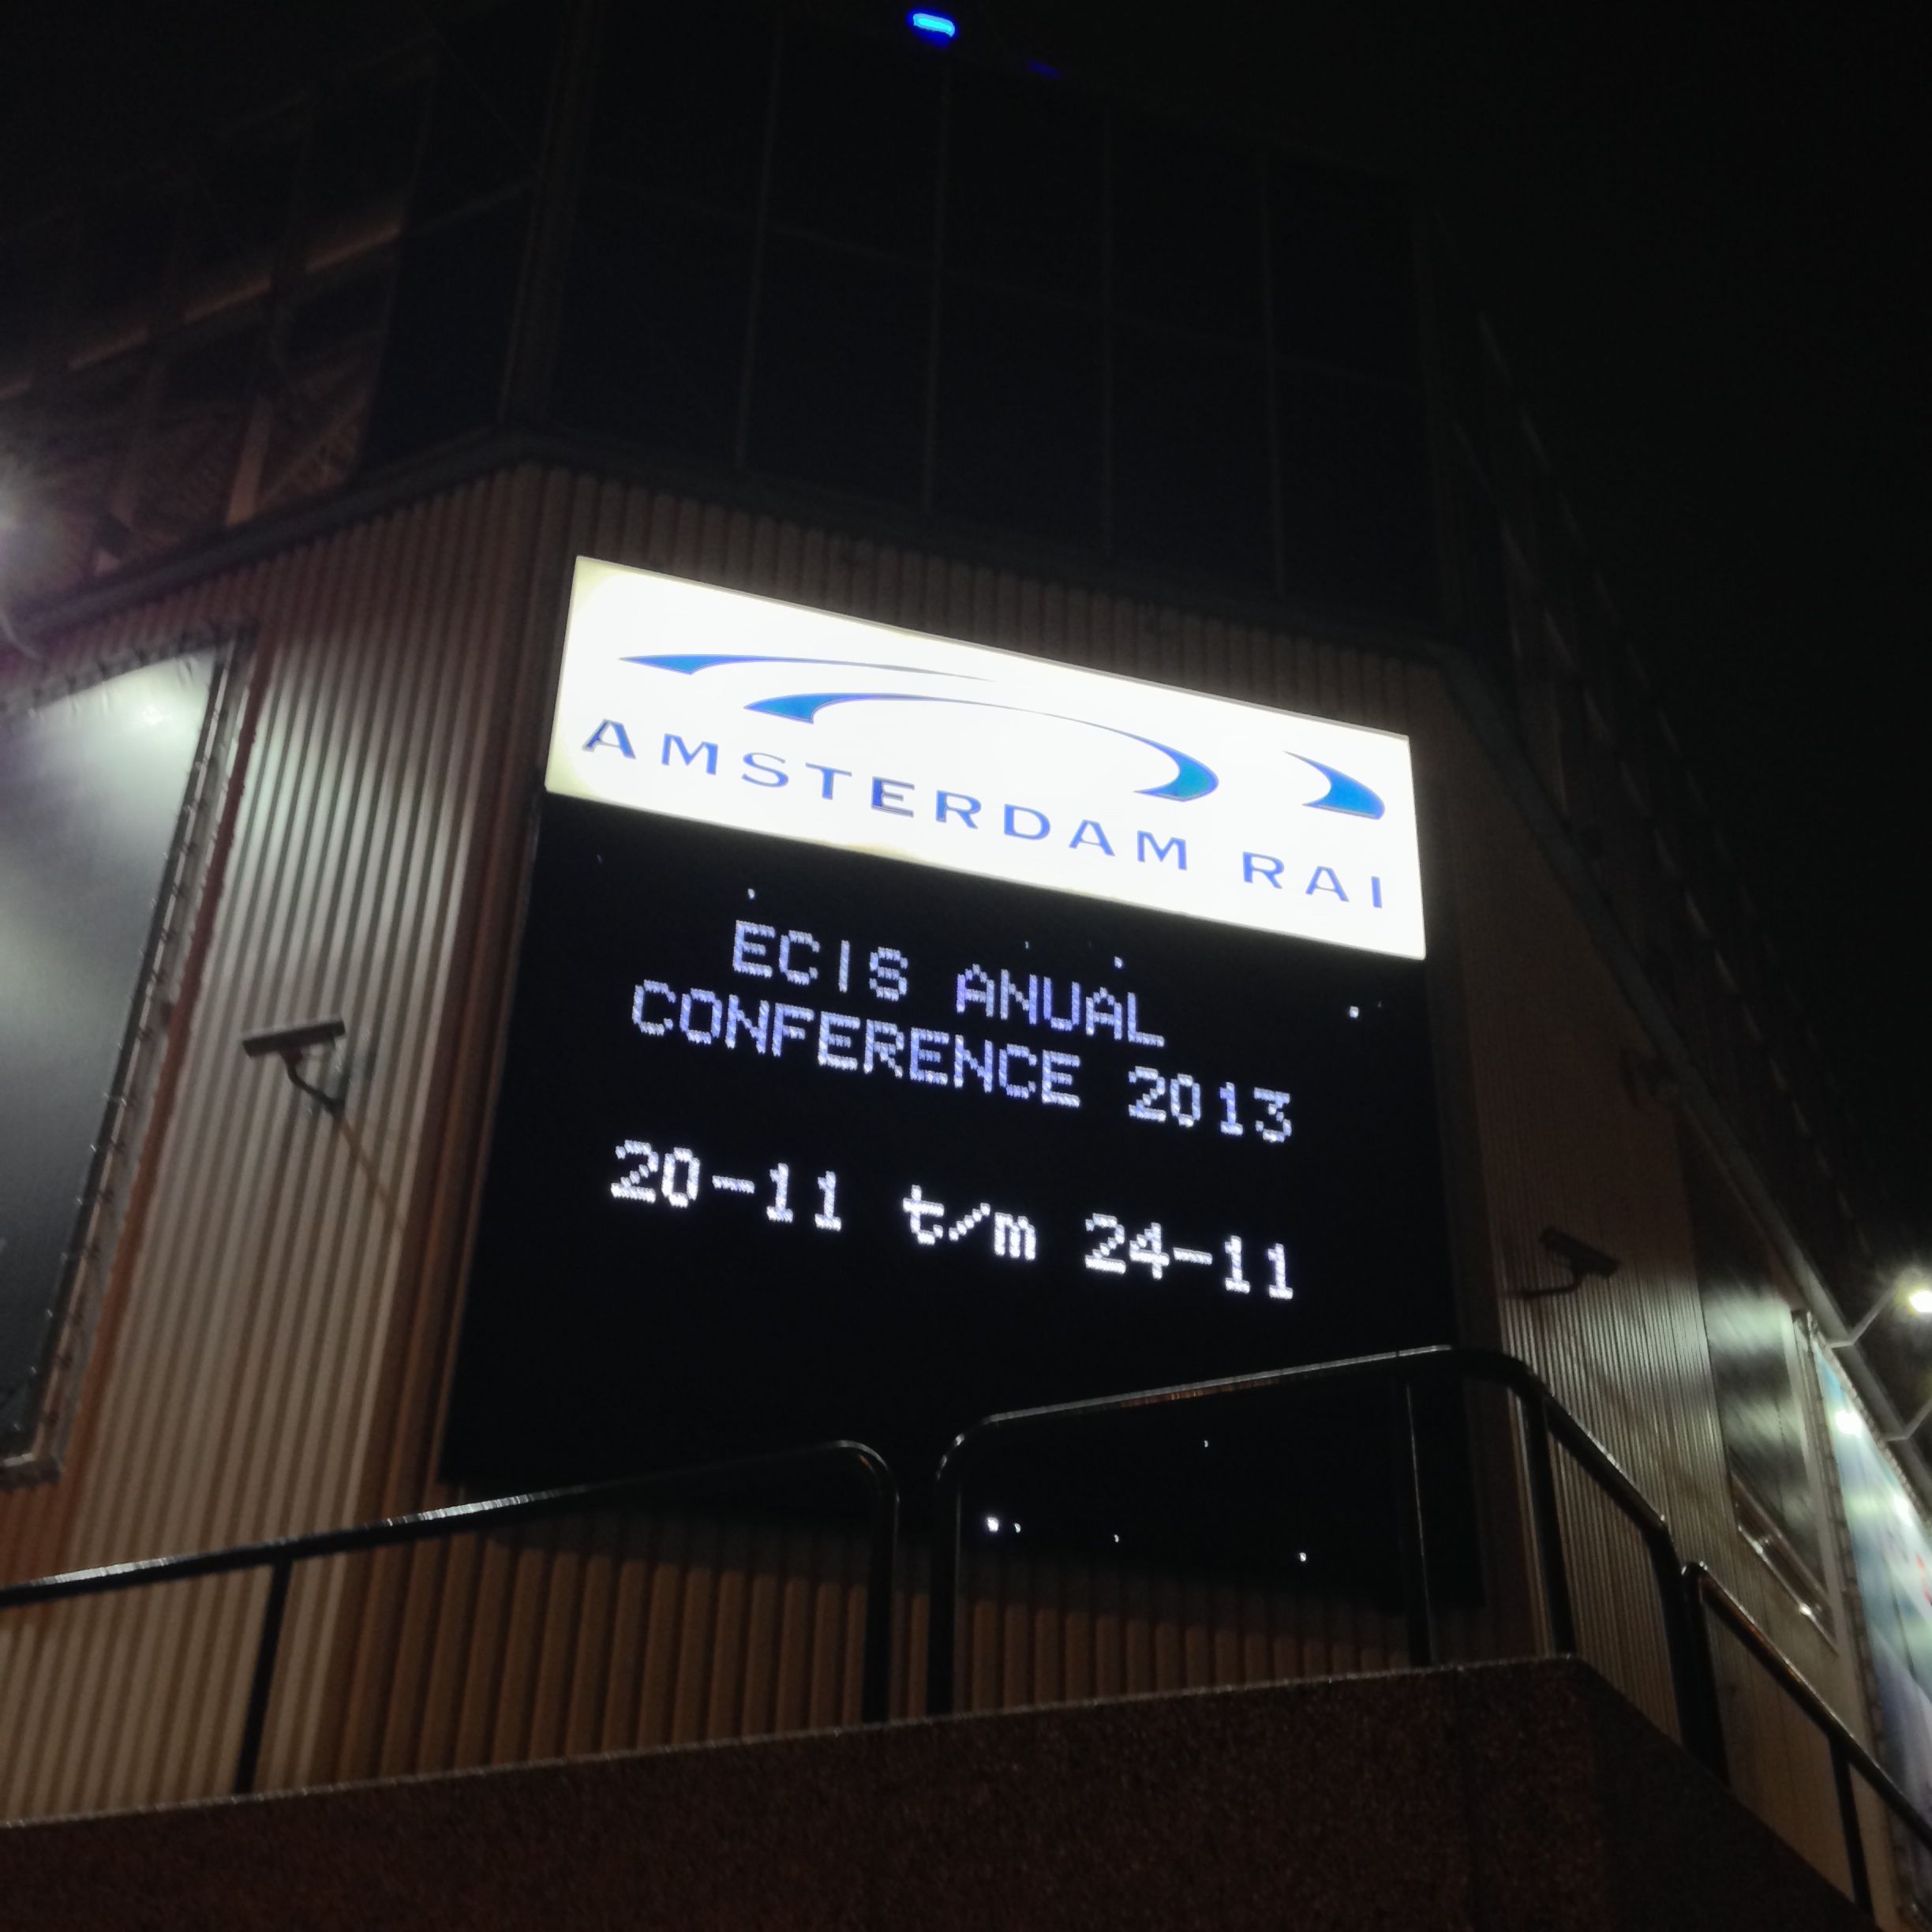 AMSTERDAM RAI
ECIS ANUAL
CONFERENCE 2013
20-11 t/m 24-11